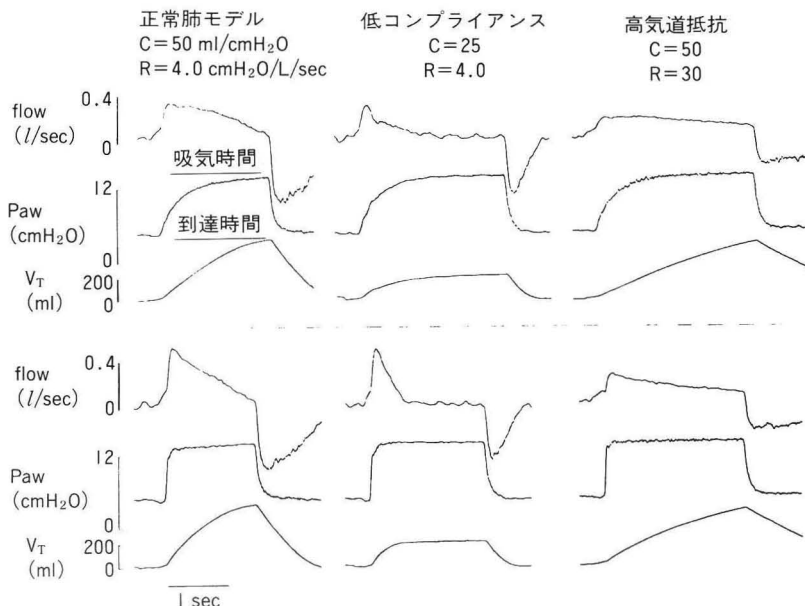 正常肺モデル
C=50 ml/cmH₂O
R=4.0 cmH₂O/L/sec
低コンプライアンス
C=25
R=4.0
高気道抵抗
C=50
R=30
flow
(l/sec)
0.4
0
吸気時間
Paw
(cmH₂O)
12
0
到達時間
VT
(ml)
200
0
flow
(l/sec)
0.4
0
Paw
(cmH₂O)
12
0
VT
(ml)
200
0
1 sec